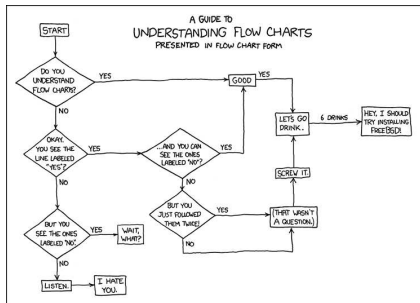 A GUIDE TO
UNDERSTANDING FLOW CHARTS
PRESENTED IN FLOW CHART FORM
START
DO YOU
UNDERSTAND
FLOW CHARTS?
YES
GOOD
YES
LET'S GO
DRINK.
6 DRINKS
HEY, I SHOULD
TRY INSTALLING
FREEBSD!
NO
OKAY.
YOU SEE THE
LINE LABELED
"YES"?
YES
...AND YOU CAN
SEE THE ONES
LABELED "NO"?
YES
NO
NO
BUT YOU
SEE THE ONES
LABELED "NO".
YES
WAIT,
WHAT?
BUT YOU
JUST FOLLOWED
THEM TWICE!
YES
NO
(THAT WASN'T
A QUESTION.)
SCREW IT.
NO
LISTEN.
I HATE
YOU.